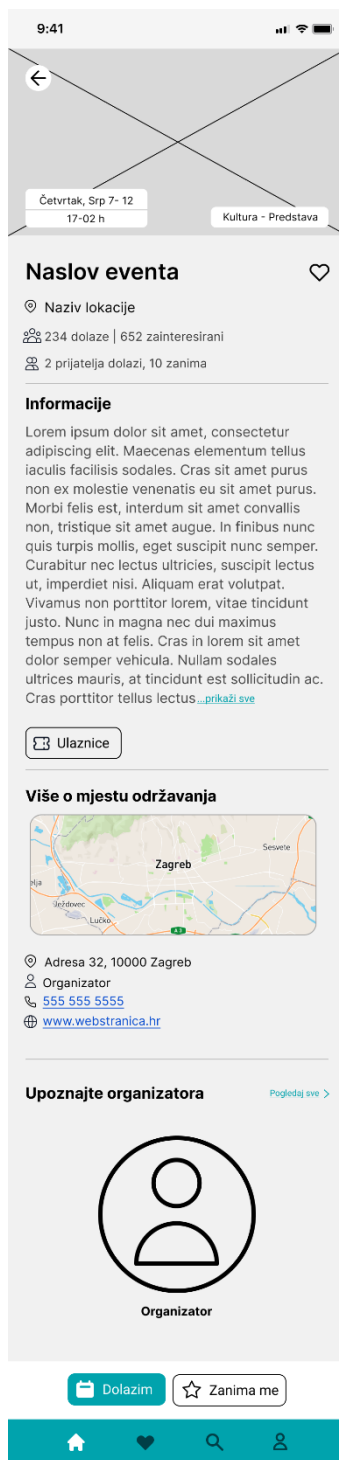 9:41
Četvrtak, Srp 7- 12
17-02 h
Kultura - Predstava
Naslov eventa
Naziv lokacije
234 dolaze | 652 zainteresirani
2 prijatelja dolazi, 10 zanima
Informacije
Lorem ipsum dolor sit amet, consectetur
adipiscing elit. Maecenas elementum tellus
iaculis facilisis sodales. Cras sit amet purus
non ex molestie venenatis eu sit amet purus.
Morbi felis est, interdum sit amet convallis
non, tristique sit amet augue. In finibus nunc
quis turpis mollis, eget suscipit nunc semper.
Curabitur nec lectus ultricies, suscipit lectus
ut, imperdiet nisi. Aliquam erat volutpat.
Vivamus non porttitor lorem, vitae tincidunt
justo. Nunc in magna nec dui maximus
tempus non at felis. Cras in lorem sit amet
dolor semper vehicula. Nullam sodales
ultrices mauris, at tincidunt est sollicitudin ac.
Cras porttitor tellus lectus...prikaži sve
Ulaznice
Više o mjestu održavanja
Sesvete
Zagreb
elja
Ježdovec
Lučko
A3
Adresa 32, 10000 Zagreb
Organizator
555 555 5555
www.webstranica.hr
Upoznajte organizatora
Pogledaj sve
Organizator
Dolazim
Zanima me